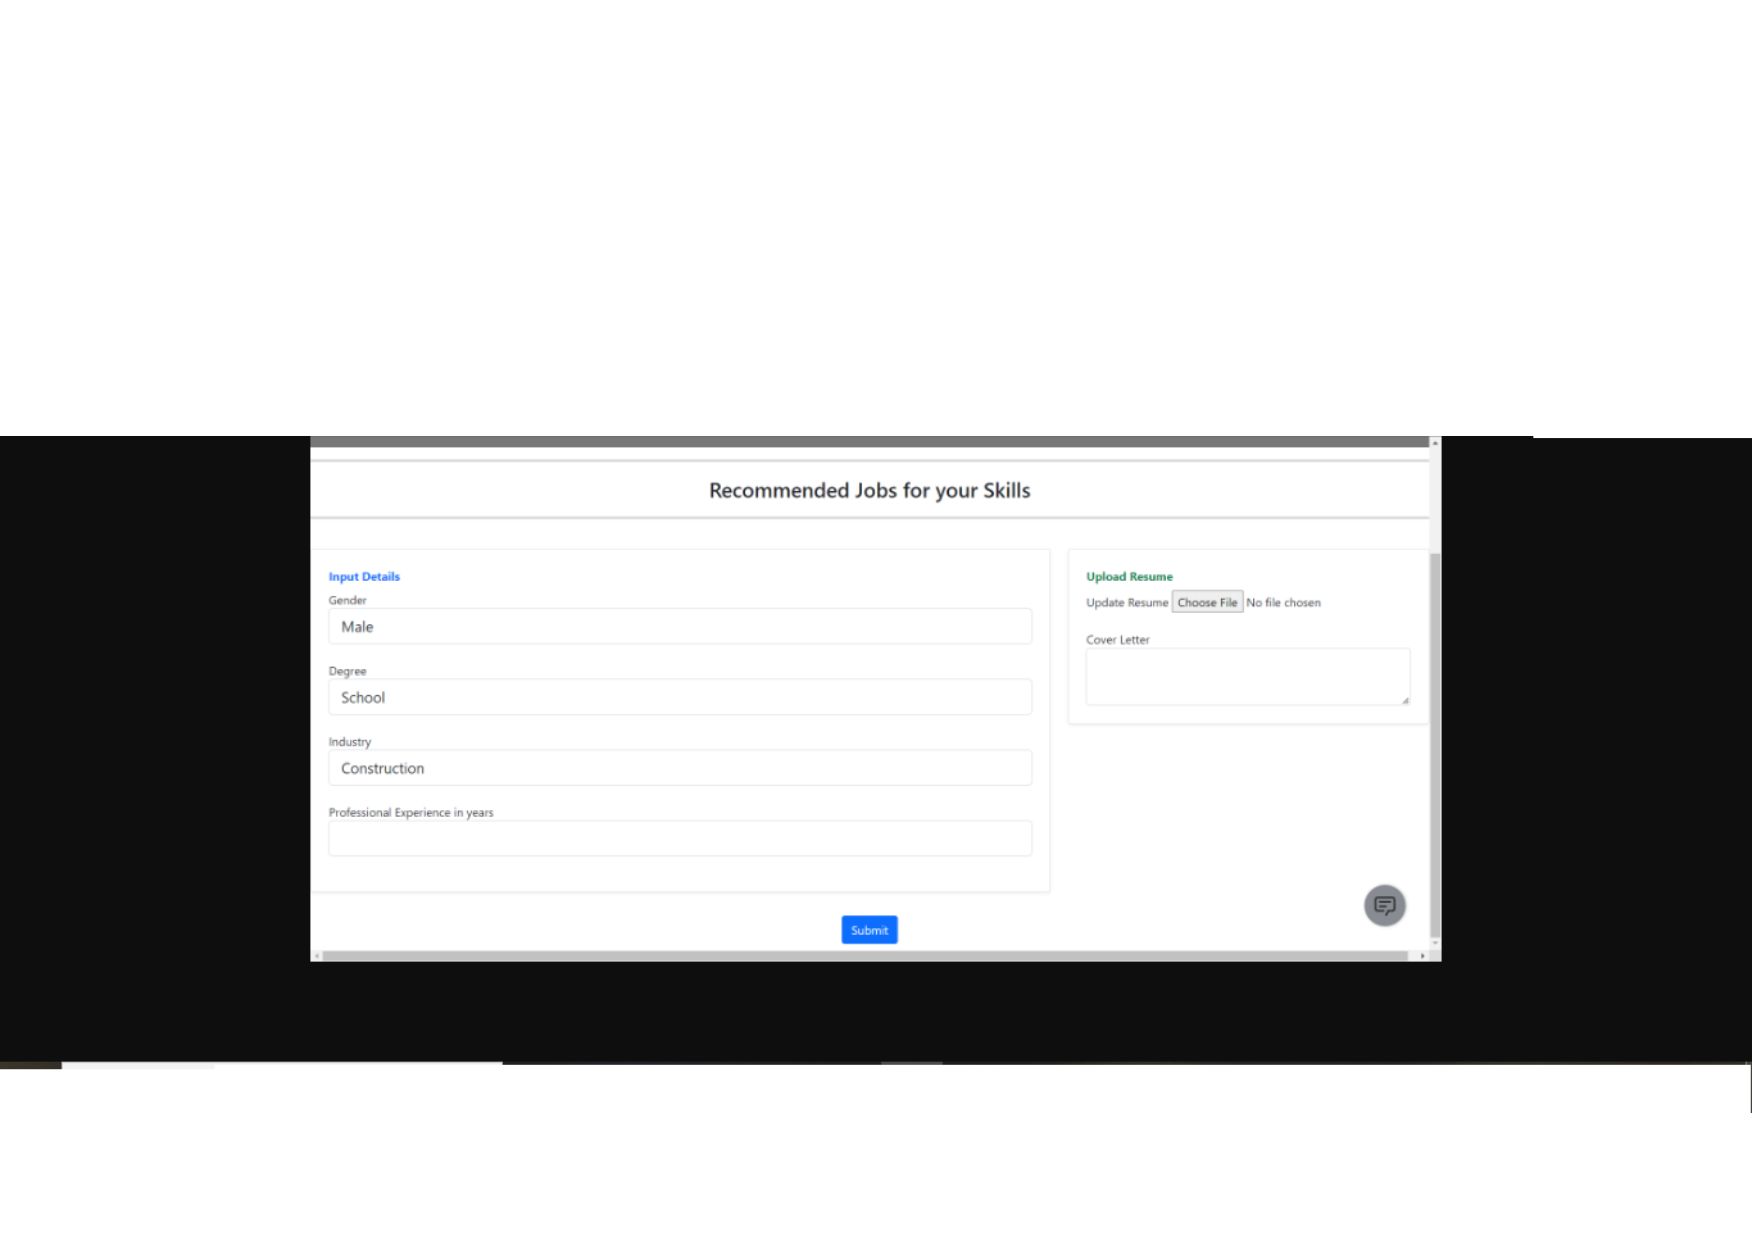 Recommended Jobs for your Skills
Input Details
Gender
Male
Degree
School
Industry
Construction
Professional Experience in years
Upload Resume
Update Resume Choose File No file chosen
Cover Letter
Submit